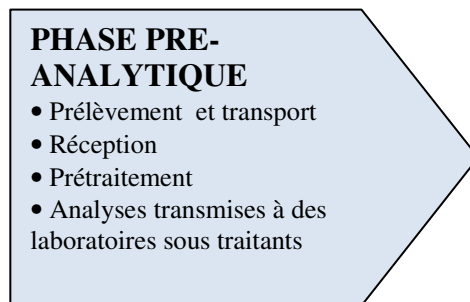 PHASE PRE-
ANALYTIQUE
• Prélèvement et transport
• Réception
• Prétraitement
• Analyses transmises à des
laboratoires sous traitants